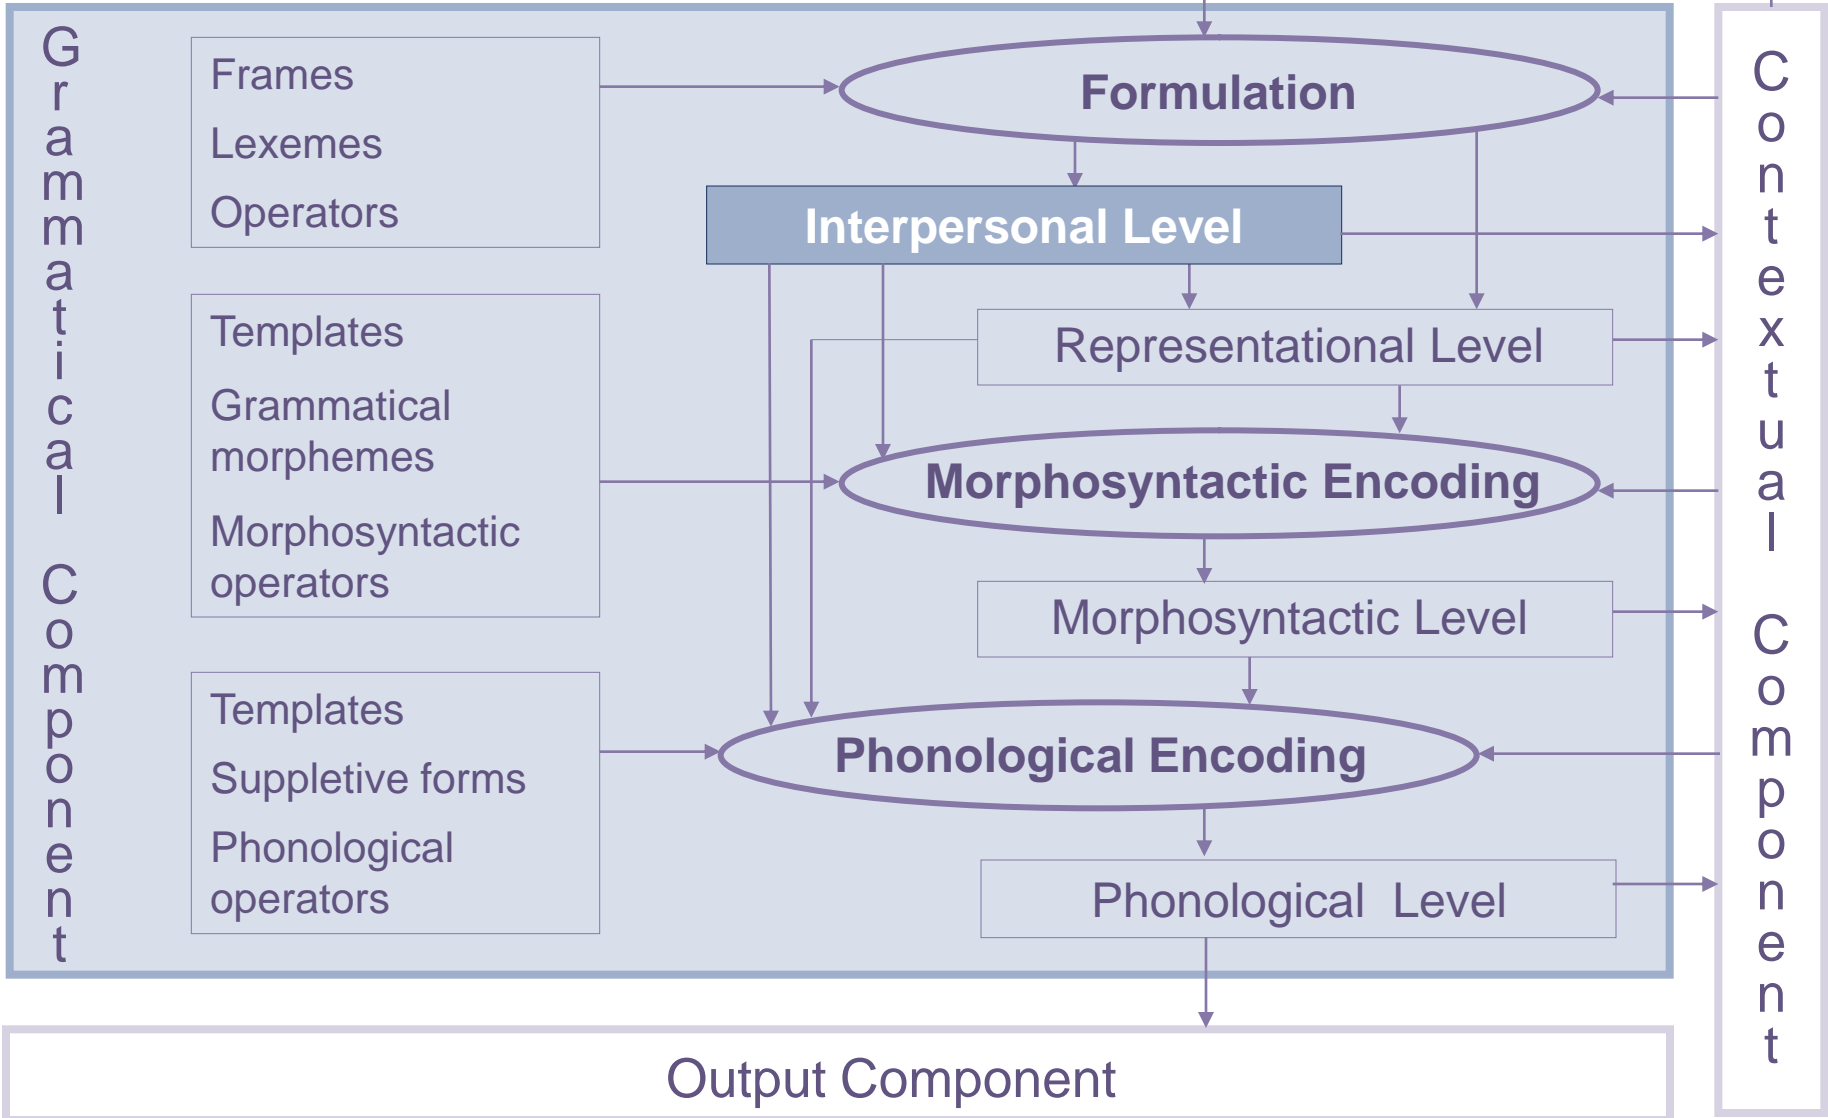 Grammatical Component
Frames
Lexemes
Operators
Templates
Grammatical
morphemes
Morphosyntactic
operators
Templates
Suppletive forms
Phonological
operators
Formulation
Interpersonal Level
Representational Level
Morphosyntactic Encoding
Morphosyntactic Level
Phonological Encoding
Phonological Level
Contextual Component
Output Component